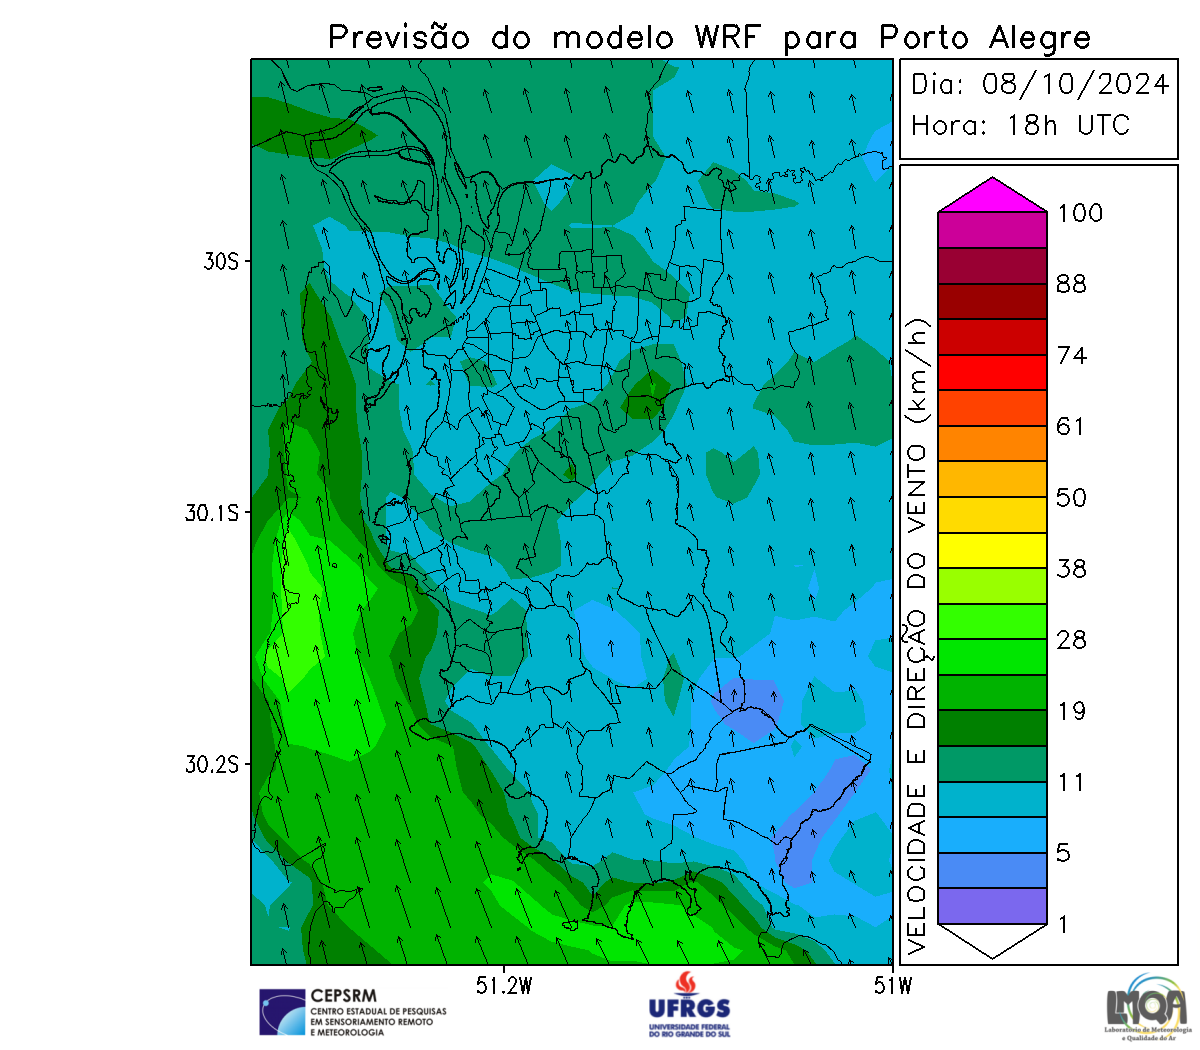 Previsão do modelo WRF para Porto Alegre
Dia: 08/10/2024
Hora: 18h UTC
30S
30.1S
30.2S
51.2W
51W
VELOCIDADE E DIREÇÃO DO VENTO (km/h)
100
88
74
61
50
38
28
19
11
5
1
CEPSRM
CENTRO ESTADUAL DE PESQUISAS
EM SENSORIAMENTO REMOTO
E METEOROLOGIA
UFRGS
UNIVERSIDADE FEDERAL
DO RIO GRANDE DO SUL
LMQA
Laboratório de Meteorologia
e Qualidade do Ar